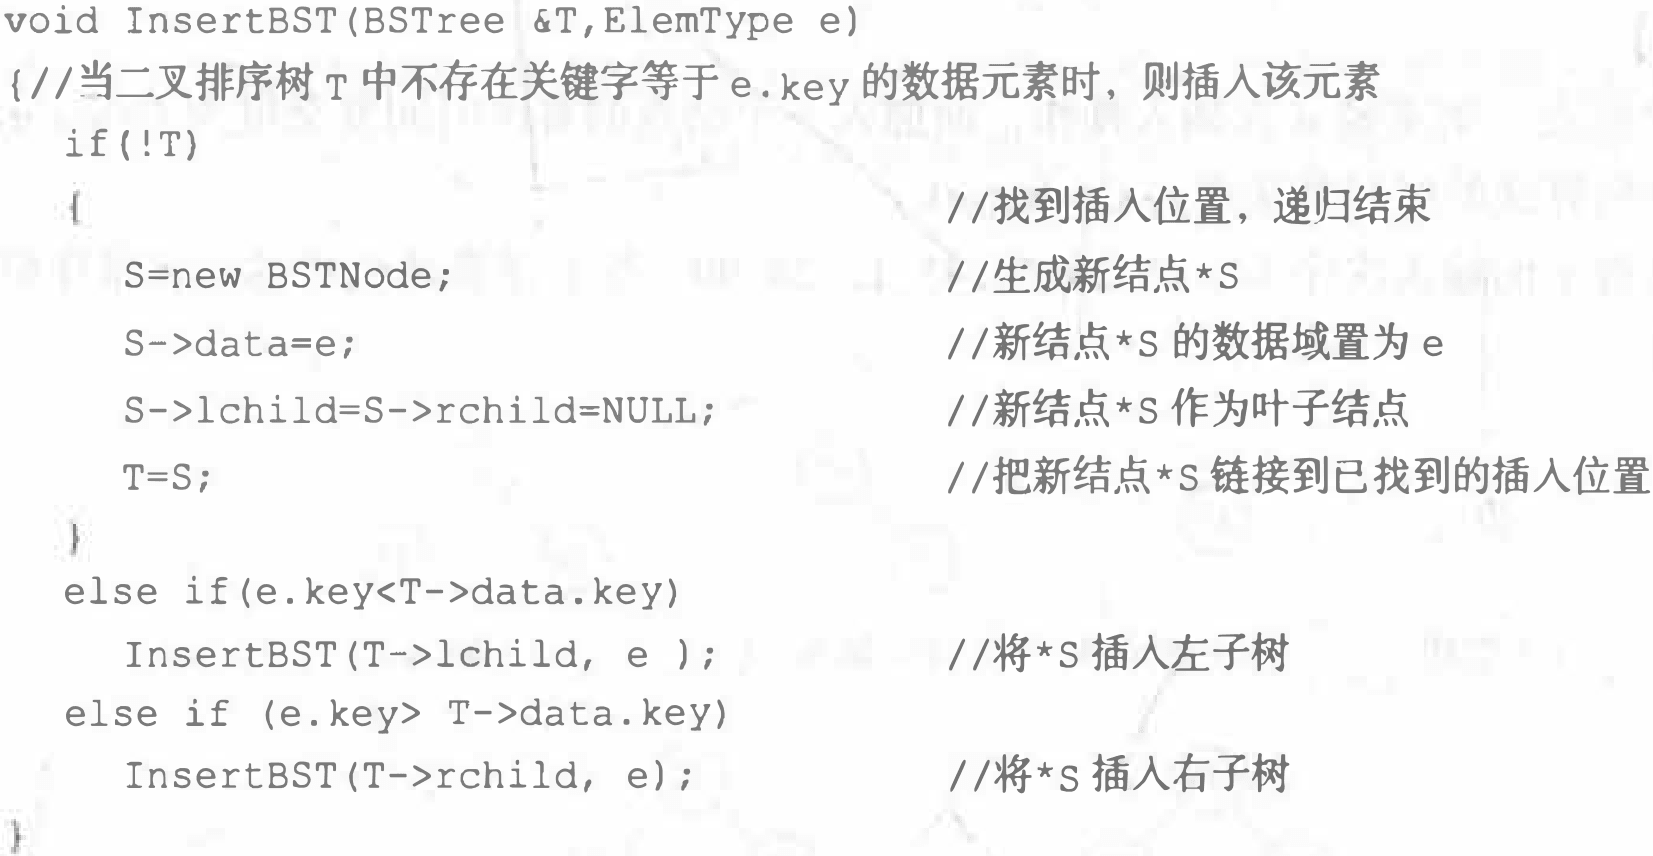 void InsertBST(BSTree &T,ElemType e)
{//当二叉排序树 T 中不存在关键字等于 e.key 的数据元素时，则插入该元素
if(!T)
{ //找到插入位置，递归结束
S=new BSTNode; //生成新结点*S
S->data=e; //新结点*S 的数据域置为 e
S->lchild=S->rchild=NULL; //新结点*S 作为叶子结点
T=S; //把新结点*S 链接到已找到的插入位置
}
else if(e.key<T->data.key)
InsertBST(T->lchild, e ); //将*S 插入左子树
else if (e.key> T->data.key)
InsertBST(T->rchild, e); //将*S 插入右子树
}